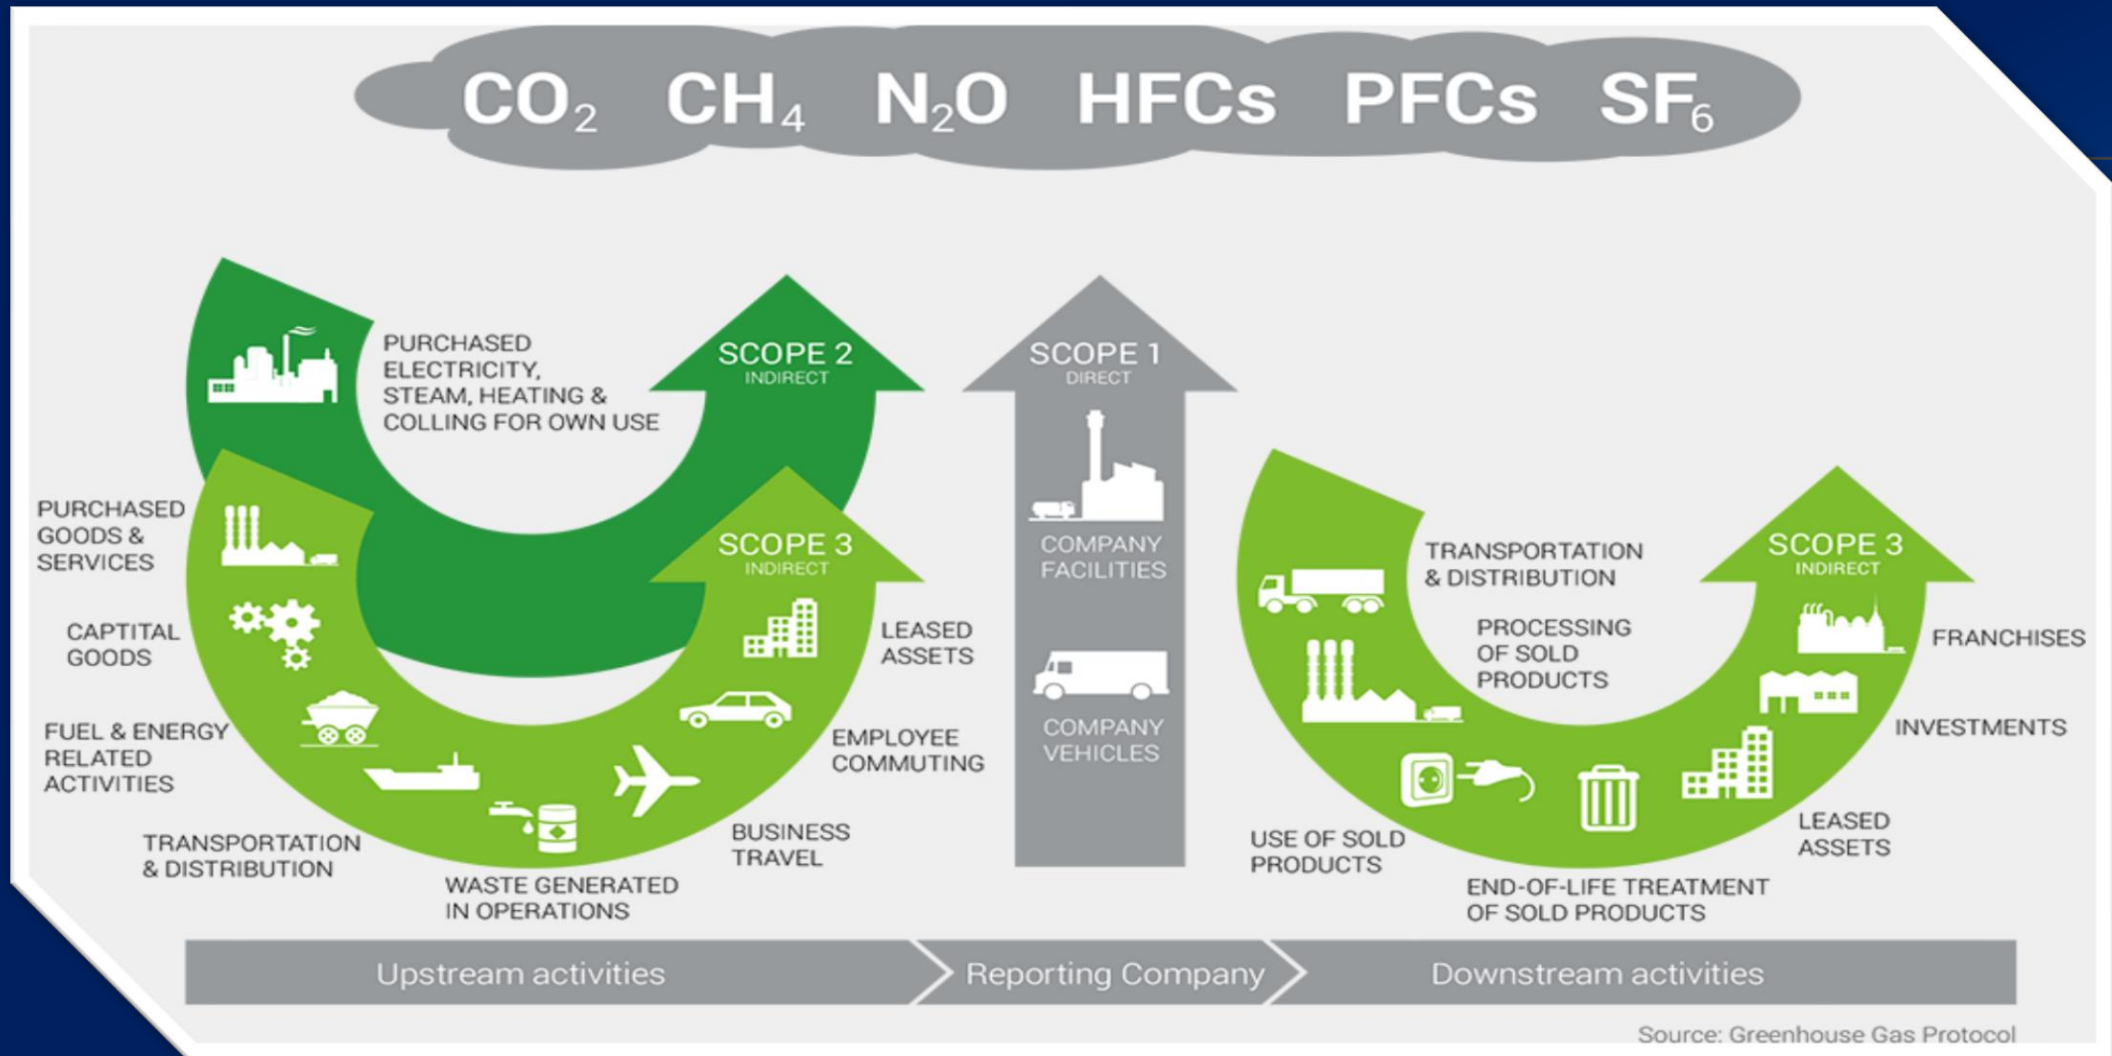 CO₂ CH₄ N₂O HFCs PFCs SF₆
PURCHASED
ELECTRICITY,
STEAM, HEATING &
COLLING FOR OWN USE
SCOPE 2
INDIRECT
SCOPE 1
DIRECT
COMPANY
FACILITIES
COMPANY
VEHICLES
PURCHASED
GOODS &
SERVICES
CAPTITAL
GOODS
FUEL & ENERGY
RELATED
ACTIVITIES
TRANSPORTATION
& DISTRIBUTION
WASTE GENERATED
IN OPERATIONS
BUSINESS
TRAVEL
EMPLOYEE
COMMUTING
LEASED
ASSETS
SCOPE 3
INDIRECT
TRANSPORTATION
& DISTRIBUTION
PROCESSING
OF SOLD
PRODUCTS
USE OF SOLD
PRODUCTS
END-OF-LIFE TREATMENT
OF SOLD PRODUCTS
LEASED
ASSETS
INVESTMENTS
FRANCHISES
SCOPE 3
INDIRECT
Upstream activities
Reporting Company
Downstream activities
Source: Greenhouse Gas Protocol